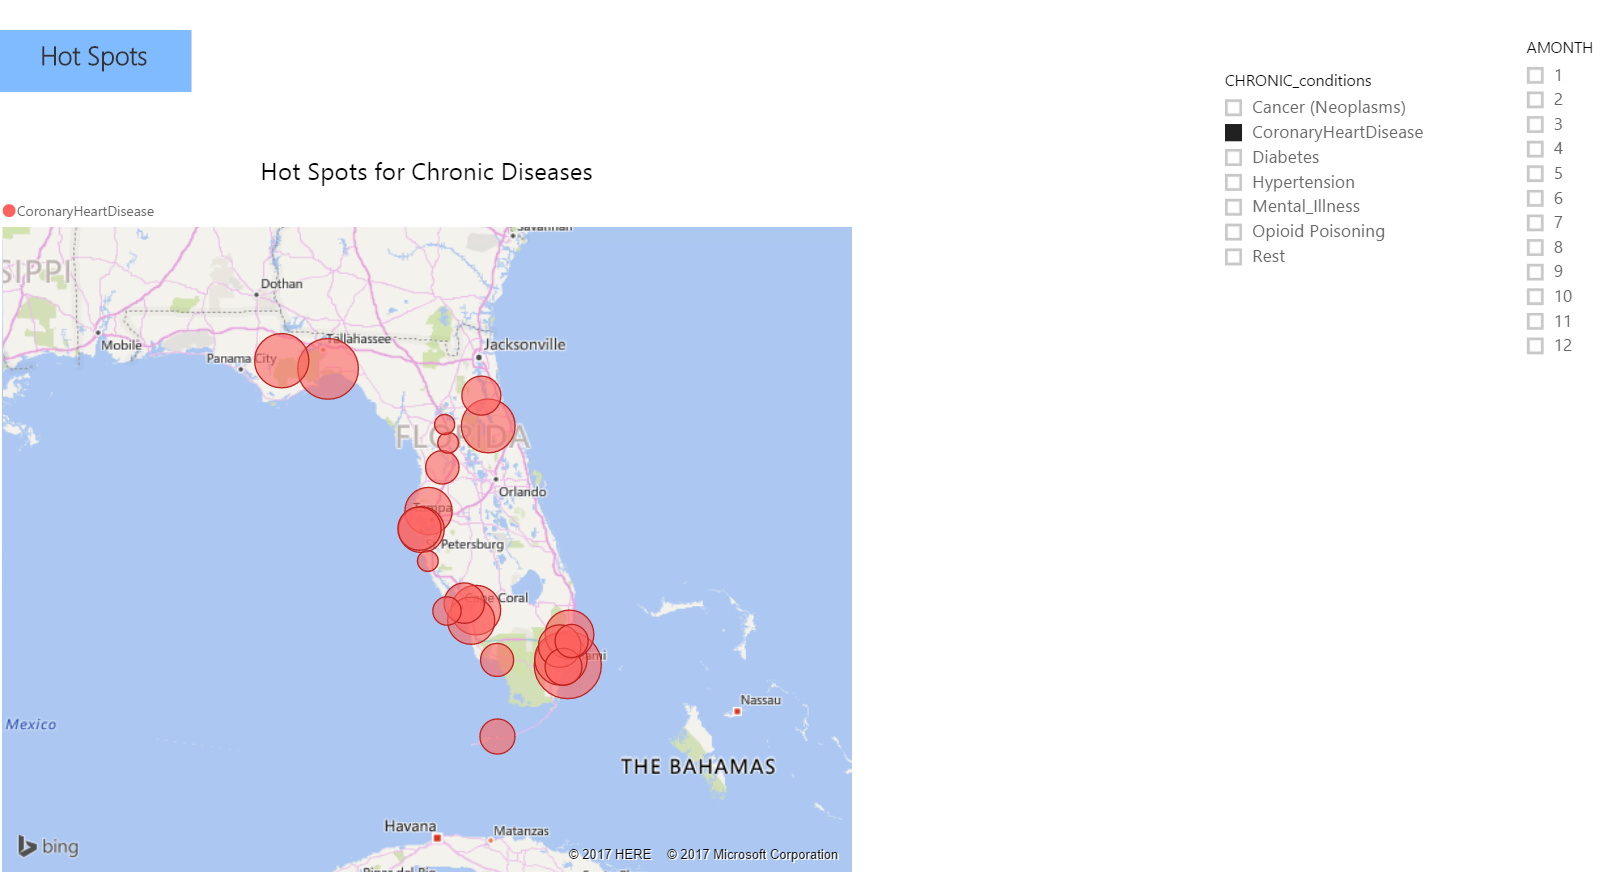 Hot Spots
AMONTH
1
2
3
4
5
6
7
8
9
10
11
12
CHRONIC_conditions
Cancer (Neoplasms)
CoronaryHeartDisease
Diabetes
Hypertension
Mental_Illness
Opioid Poisoning
Rest
Hot Spots for Chronic Diseases
CoronaryHeartDisease
Savannah
SIPPI
Dothan
Mobile
Tallahassee
Jacksonville
Panama City
FLORIDA
Orlando
Tampa
Petersburg
Coral
ami
Nassau
Mexico
THE BAHAMAS
Havana
Matanzas
bing
© 2017 HERE © 2017 Microsoft Corporation